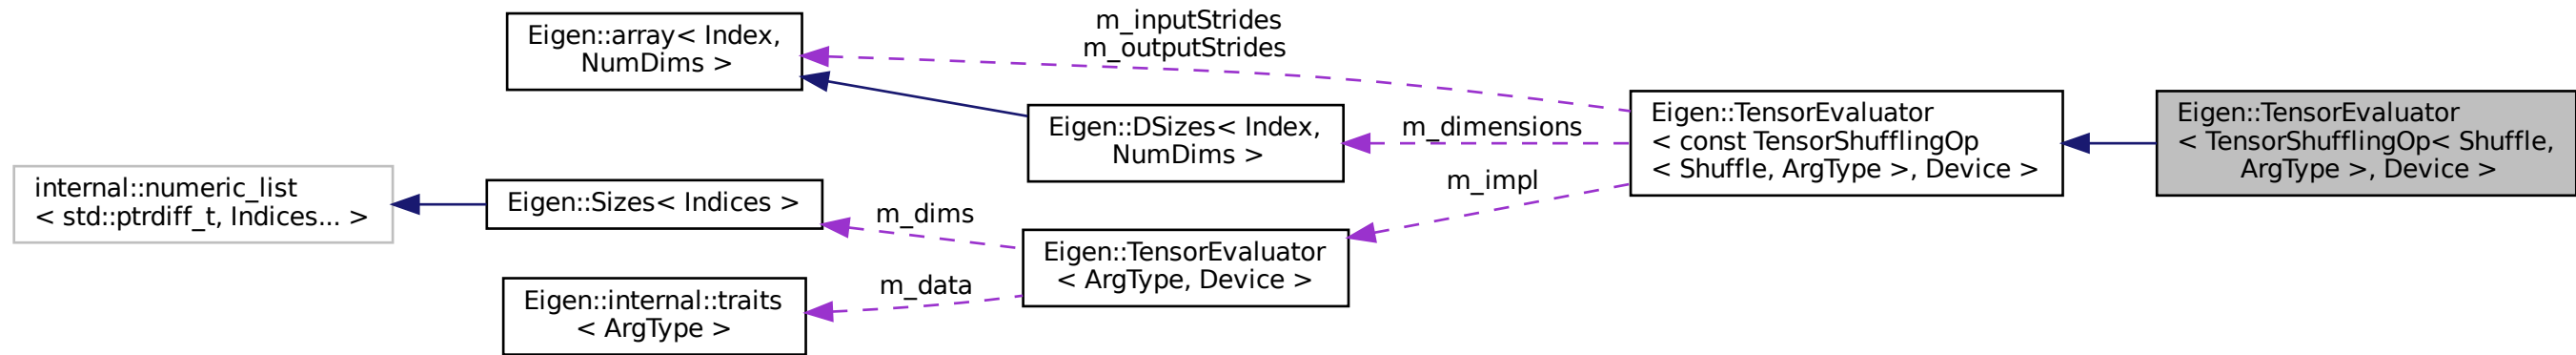 m_inputStrides
m_outputStrides
Eigen::array< Index,
NumDims >
Eigen::DSizes< Index,
NumDims >
m_dimensions
Eigen::TensorEvaluator
< const TensorShufflingOp
< Shuffle, ArgType >, Device >
Eigen::TensorEvaluator
< TensorShufflingOp< Shuffle,
ArgType >, Device >
internal::numeric_list
< std::ptrdiff_t, Indices... >
Eigen::Sizes< Indices >
m_dims
m_impl
Eigen::TensorEvaluator
< ArgType, Device >
m_data
Eigen::internal::traits
< ArgType >